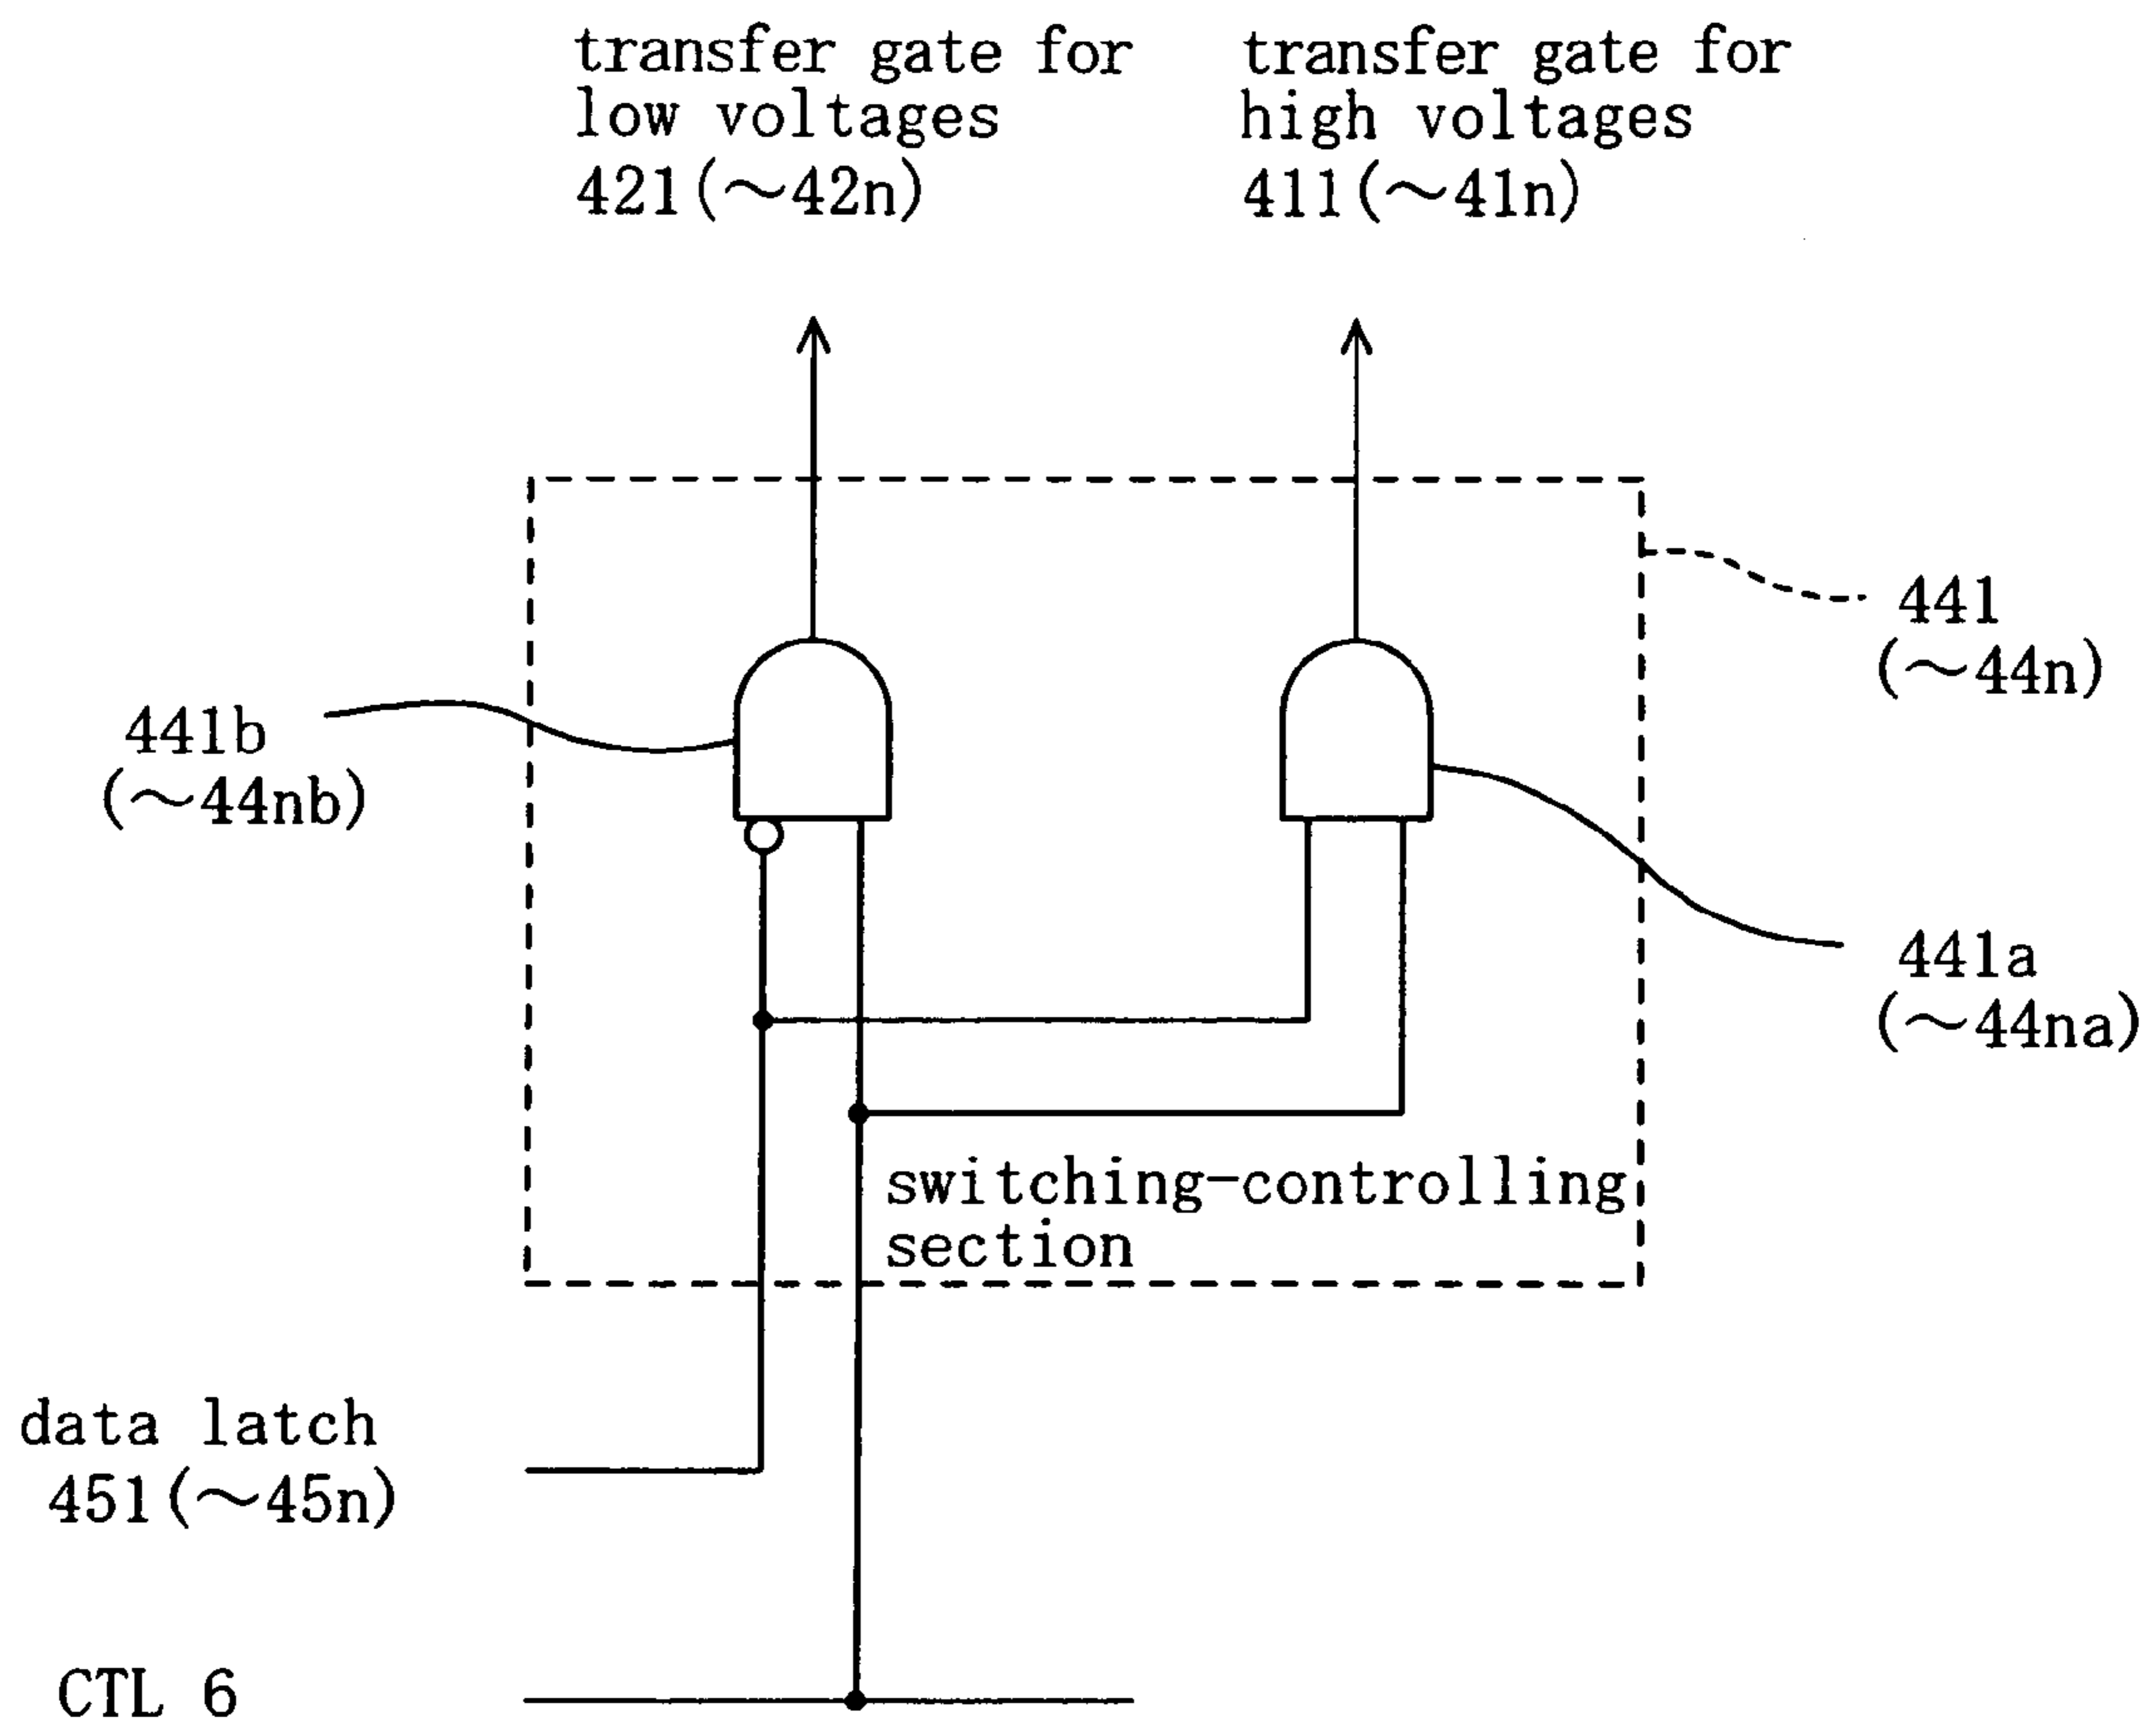 transfer gate for
low voltages
421(～42n)
transfer gate for
high voltages
411(～41n)
441
(～44n)
441b
(～44nb)
441a
(～44na)
switching-controlling
section
data latch
451(～45n)
CTL 6